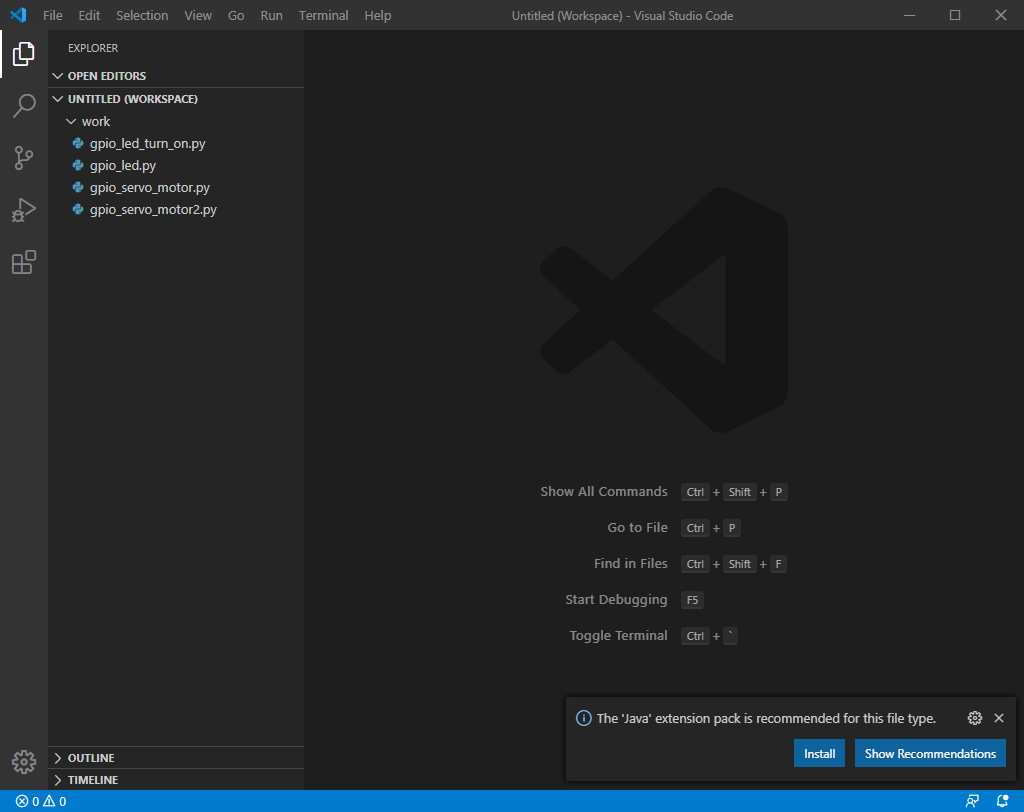 File Edit Selection View Go Run Terminal Help Untitled (Workspace) - Visual Studio Code
EXPLORER
OPEN EDITORS
UNTITLED (WORKSPACE)
work
gpio_led_turn_on.py
gpio_led.py
gpio_servo_motor.py
gpio_servo_motor2.py
Show All Commands Ctrl + Shift + P
Go to File Ctrl + P
Find in Files Ctrl + Shift + F
Start Debugging F5
Toggle Terminal Ctrl + `
The 'Java' extension pack is recommended for this file type.
Install Show Recommendations
OUTLINE
TIMELINE
0 0